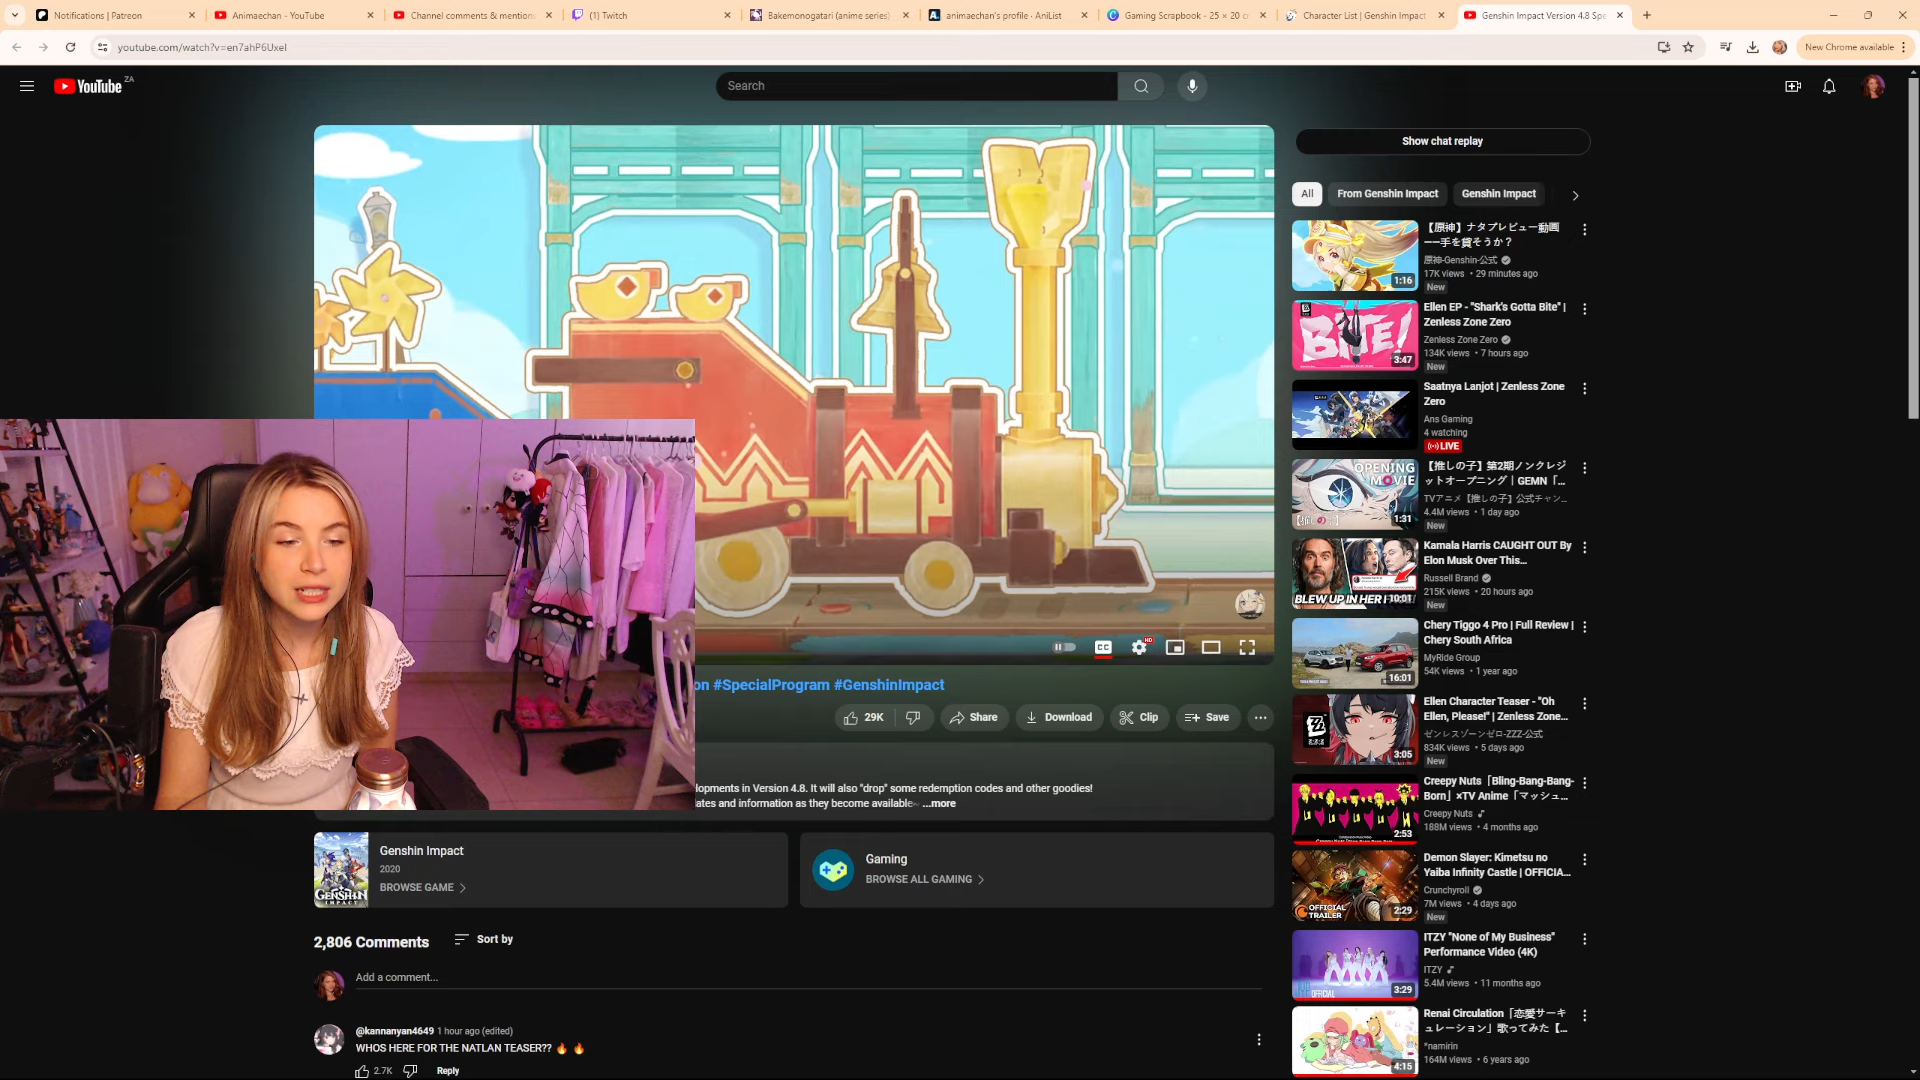 Notifications | Patreon
Animaechan - YouTube
Channel comments & mentions
(1) Twitch
Bakemonogatari (anime series)
animaechan's profile · AniList
Gaming Scrapbook - 25 × 20 cm
Character List | Genshin Impact
Genshin Impact Version 4.8 Spe
youtube.com/watch?v=en7ahP6UxeI
New Chrome available
YouTube
ZA
Search
Show chat replay
All
From Genshin Impact
Genshin Impact
【原神】ナタプレビュー動画
——手を貸そうか？
原神-Genshin-公式
17K views • 29 minutes ago
New
1:16
Ellen EP - "Shark's Gotta Bite" |
Zenless Zone Zero
Zenless Zone Zero
134K views • 7 hours ago
New
BITE!
3:47
Saatnya Lanjot | Zenless Zone
Zero
Ans Gaming
4 watching
LIVE
【推しの子】第2期ノンクレジ
ットオープニング｜GEMN「...
TVアニメ【推しの子】公式チャン...
4.4M views • 1 day ago
New
OPENING
MOVIE
【推しの子】
1:31
Kamala Harris CAUGHT OUT By
Elon Musk Over This...
Russell Brand
215K views • 20 hours ago
New
BLEW UP IN HER F
10:01
Chery Tiggo 4 Pro | Full Review |
Chery South Africa
MyRide Group
54K views • 1 year ago
16:01
Ellen Character Teaser - "Oh
Ellen, Please!" | Zenless Zone...
ゼンレスゾーンゼロ-ZZZ-公式
834K views • 5 days ago
New
3:05
Creepy Nuts「Bling-Bang-Bang-
Born」×TV Anime「マッシュ...
Creepy Nuts
188M views • 4 months ago
2:53
Demon Slayer: Kimetsu no
Yaiba Infinity Castle | OFFICIA...
Crunchyroll
7M views • 4 days ago
New
OFFICIAL
TRAILER
2:29
ITZY "None of My Business"
Performance Video (4K)
ITZY
5.4M views • 11 months ago
OFFICIAL
3:29
Renai Circulation「恋愛サーキ
ュレーション」歌ってみた【...
*namirin
164M views • 6 years ago
4:15
CC
HD
on #SpecialProgram #GenshinImpact
29K
Share
Download
Clip
Save
lopments in Version 4.8. It will also "drop" some redemption codes and other goodies!
ates and information as they become available~ ...more
Genshin Impact
2020
BROWSE GAME
GENSHIN
IMPACT
Gaming
BROWSE ALL GAMING
2,806 Comments
Sort by
Add a comment...
@kannanyan4649 1 hour ago (edited)
WHOS HERE FOR THE NATLAN TEASER?? 🔥 🔥
2.7K
Reply